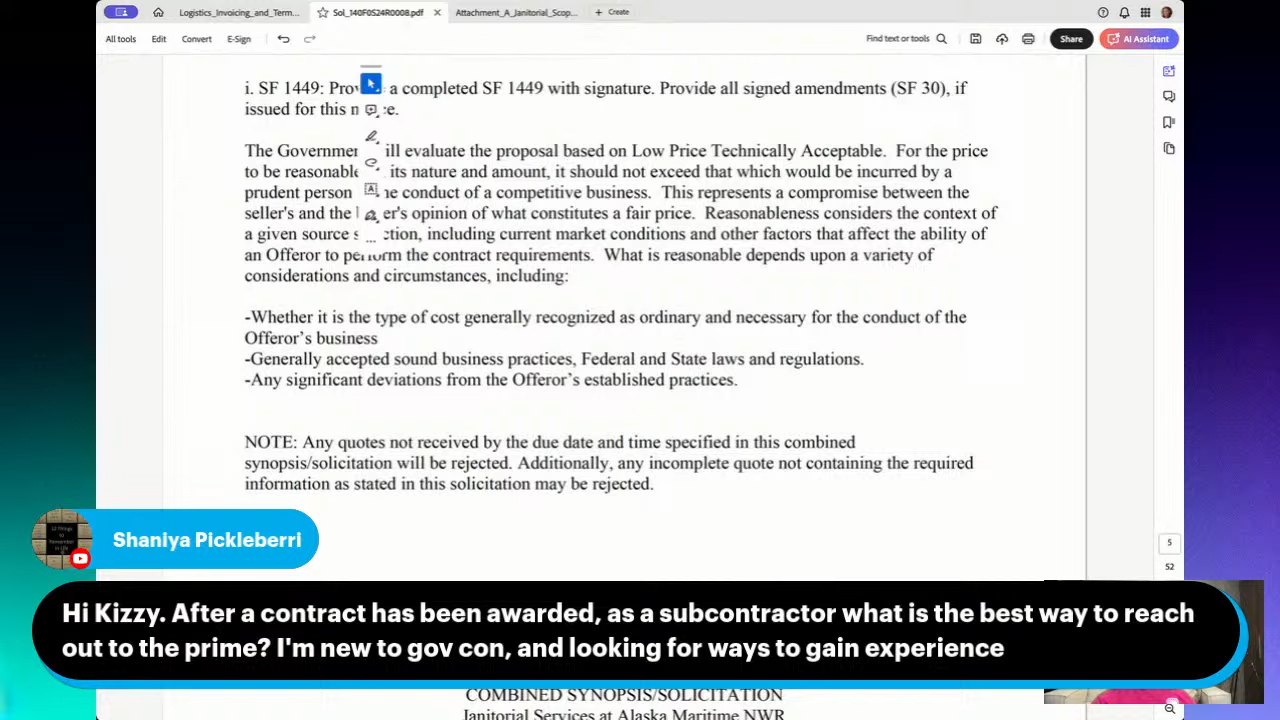 Logistics_Invoicing_and_Term...
Sol_140F0S24R0008.pdf
Attachment_A_Janitorial_Scop...
+ Create
All tools
Edit
Convert
E-Sign
Find text or tools
Share
AI Assistant
i. SF 1449: Prov a completed SF 1449 with signature. Provide all signed amendments (SF 30), if
issued for this n ce.
The Governmen ill evaluate the proposal based on Low Price Technically Acceptable. For the price
to be reasonable its nature and amount, it should not exceed that which would be incurred by a
prudent person ne conduct of a competitive business. This represents a compromise between the
seller's and the er's opinion of what constitutes a fair price. Reasonableness considers the context of
a given source s ction, including current market conditions and other factors that affect the ability of
an Offeror to perform the contract requirements. What is reasonable depends upon a variety of
considerations and circumstances, including:
-Whether it is the type of cost generally recognized as ordinary and necessary for the conduct of the
Offeror's business
-Generally accepted sound business practices, Federal and State laws and regulations.
-Any significant deviations from the Offeror's established practices.
NOTE: Any quotes not received by the due date and time specified in this combined
synopsis/solicitation will be rejected. Additionally, any incomplete quote not containing the required
information as stated in this solicitation may be rejected.
5
52
Shaniya Pickleberri
Hi Kizzy. After a contract has been awarded, as a subcontractor what is the best way to reach
out to the prime? I'm new to gov con, and looking for ways to gain experience
COMBINED SYNOPSIS/SOLICITATION
Janitorial Services at Alaska Maritime NWR